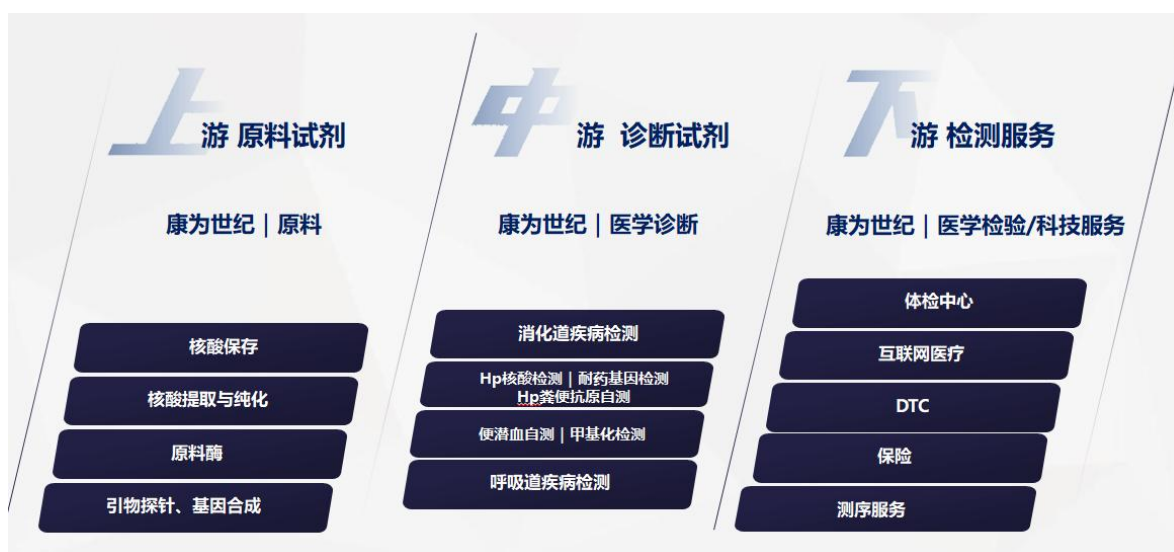 上游 原料试剂
康为世纪｜原料
核酸保存
核酸提取与纯化
原料酶
引物探针、基因合成
中游 诊断试剂
康为世纪｜医学诊断
消化道疾病检测
Hp核酸检测｜耐药基因检测
Hp粪便抗原自测
便潜血自测｜甲基化检测
呼吸道疾病检测
下游 检测服务
康为世纪｜医学检验/科技服务
体检中心
互联网医疗
DTC
保险
测序服务